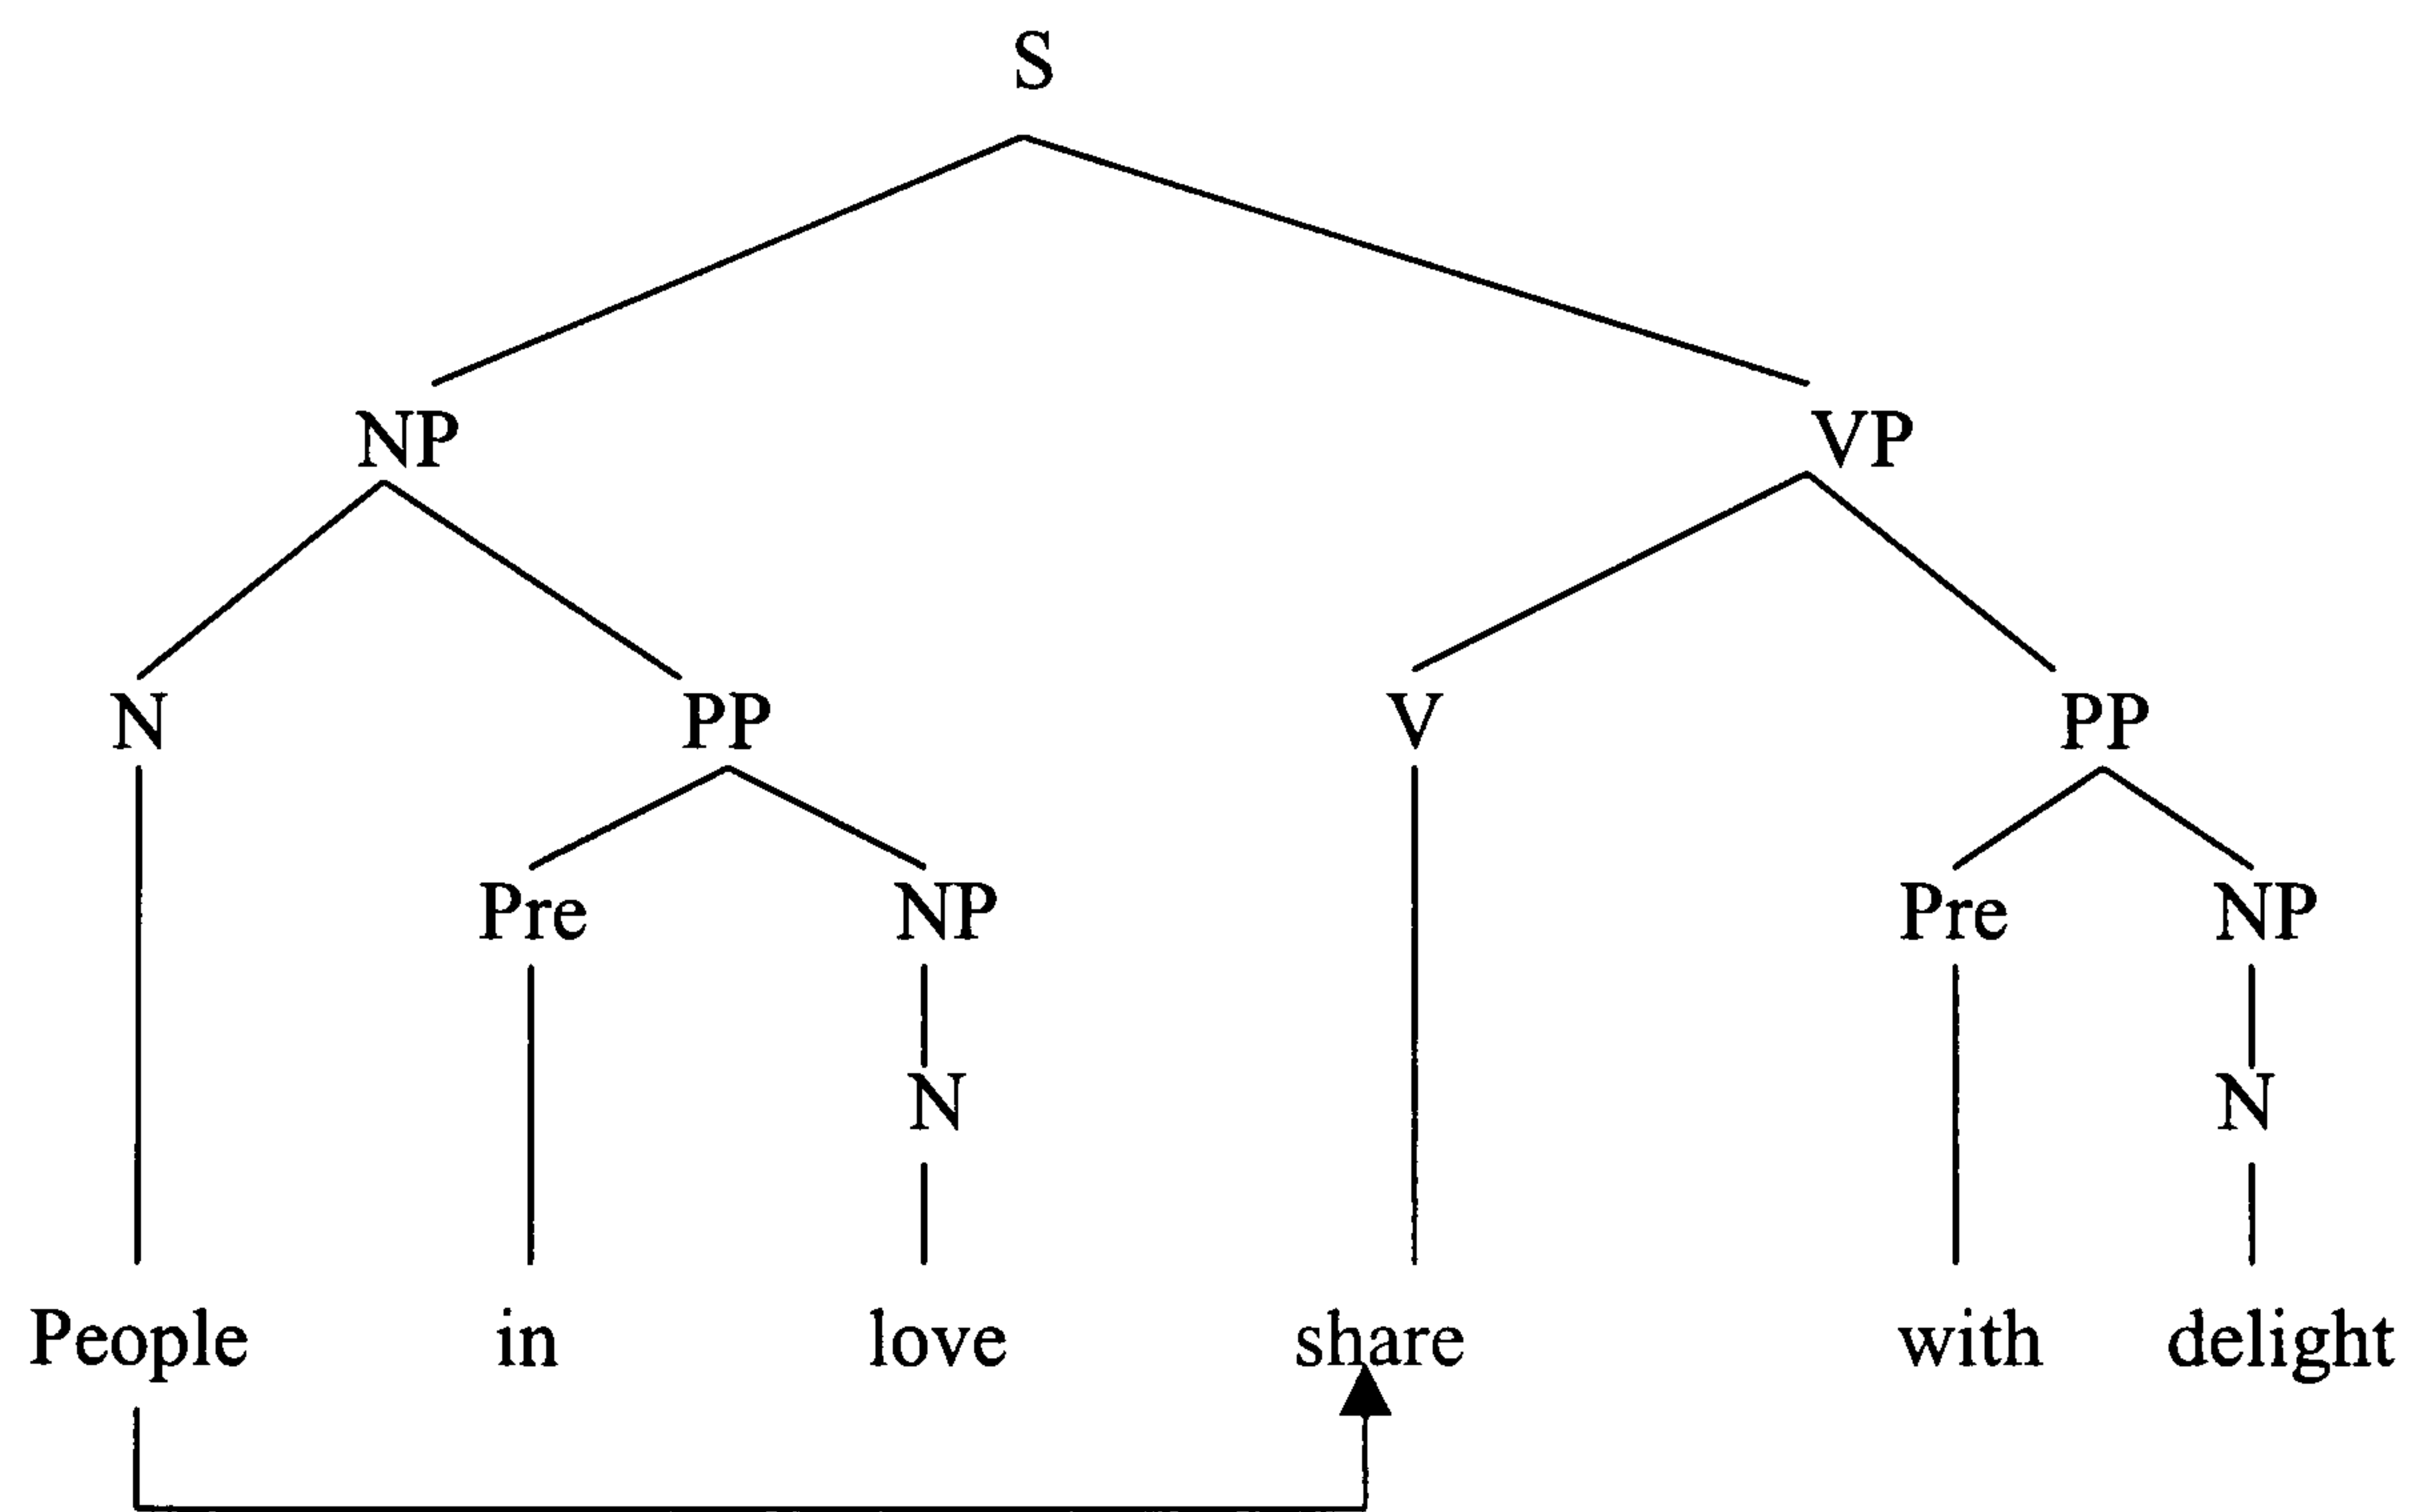 S
NP VP
N PP V PP
Pre NP Pre NP
N N
People in love share with delight